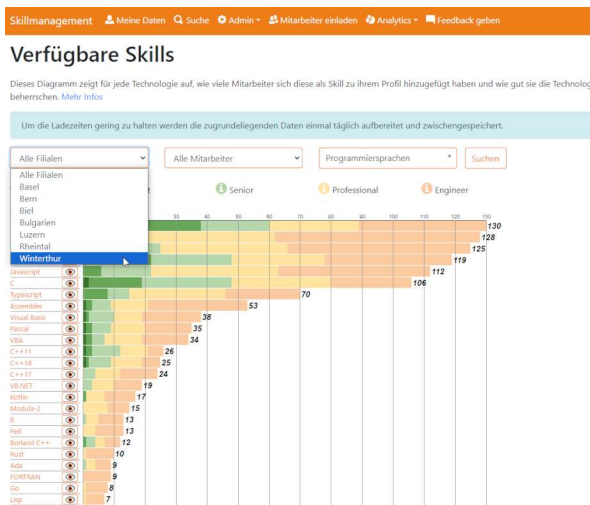 Skillmanagement Meine Daten Suche Admin Mitarbeiter einladen Analytics Feedback geben
Verfügbare Skills
Dieses Diagramm zeigt für jede Technologie auf, wie viele Mitarbeiter sich diese als Skill zu ihrem Profil hinzugefügt haben und wie gut sie die Technolog
beherrschen. Mehr Infos
Um die Ladezeiten gering zu halten werden die zugrundeliegenden Daten einmal täglich aufbereitet und zwischengespeichert.
Alle Filialen Alle Mitarbeiter Programmiersprachen Suchen
Alle Filialen
Basel
Bern
Biel
Bulgarien
Luzern
Rheintal
Winterthur
t Senior Professional Engineer
30 40 50 60 70 80 90 100 110 120 130
130
128
125
119
Javascript 112
C 106
Typescript 70
Assembler 53
Visual Basic 38
Pascal 35
VBA 34
C++11 26
C++14 25
C++17 24
VB.NET 19
Kotlin 17
Modula-2 15
R 13
Perl 13
Borland C++ 12
Rust 10
Ada 9
FORTRAN 9
Go 8
Lisp 7